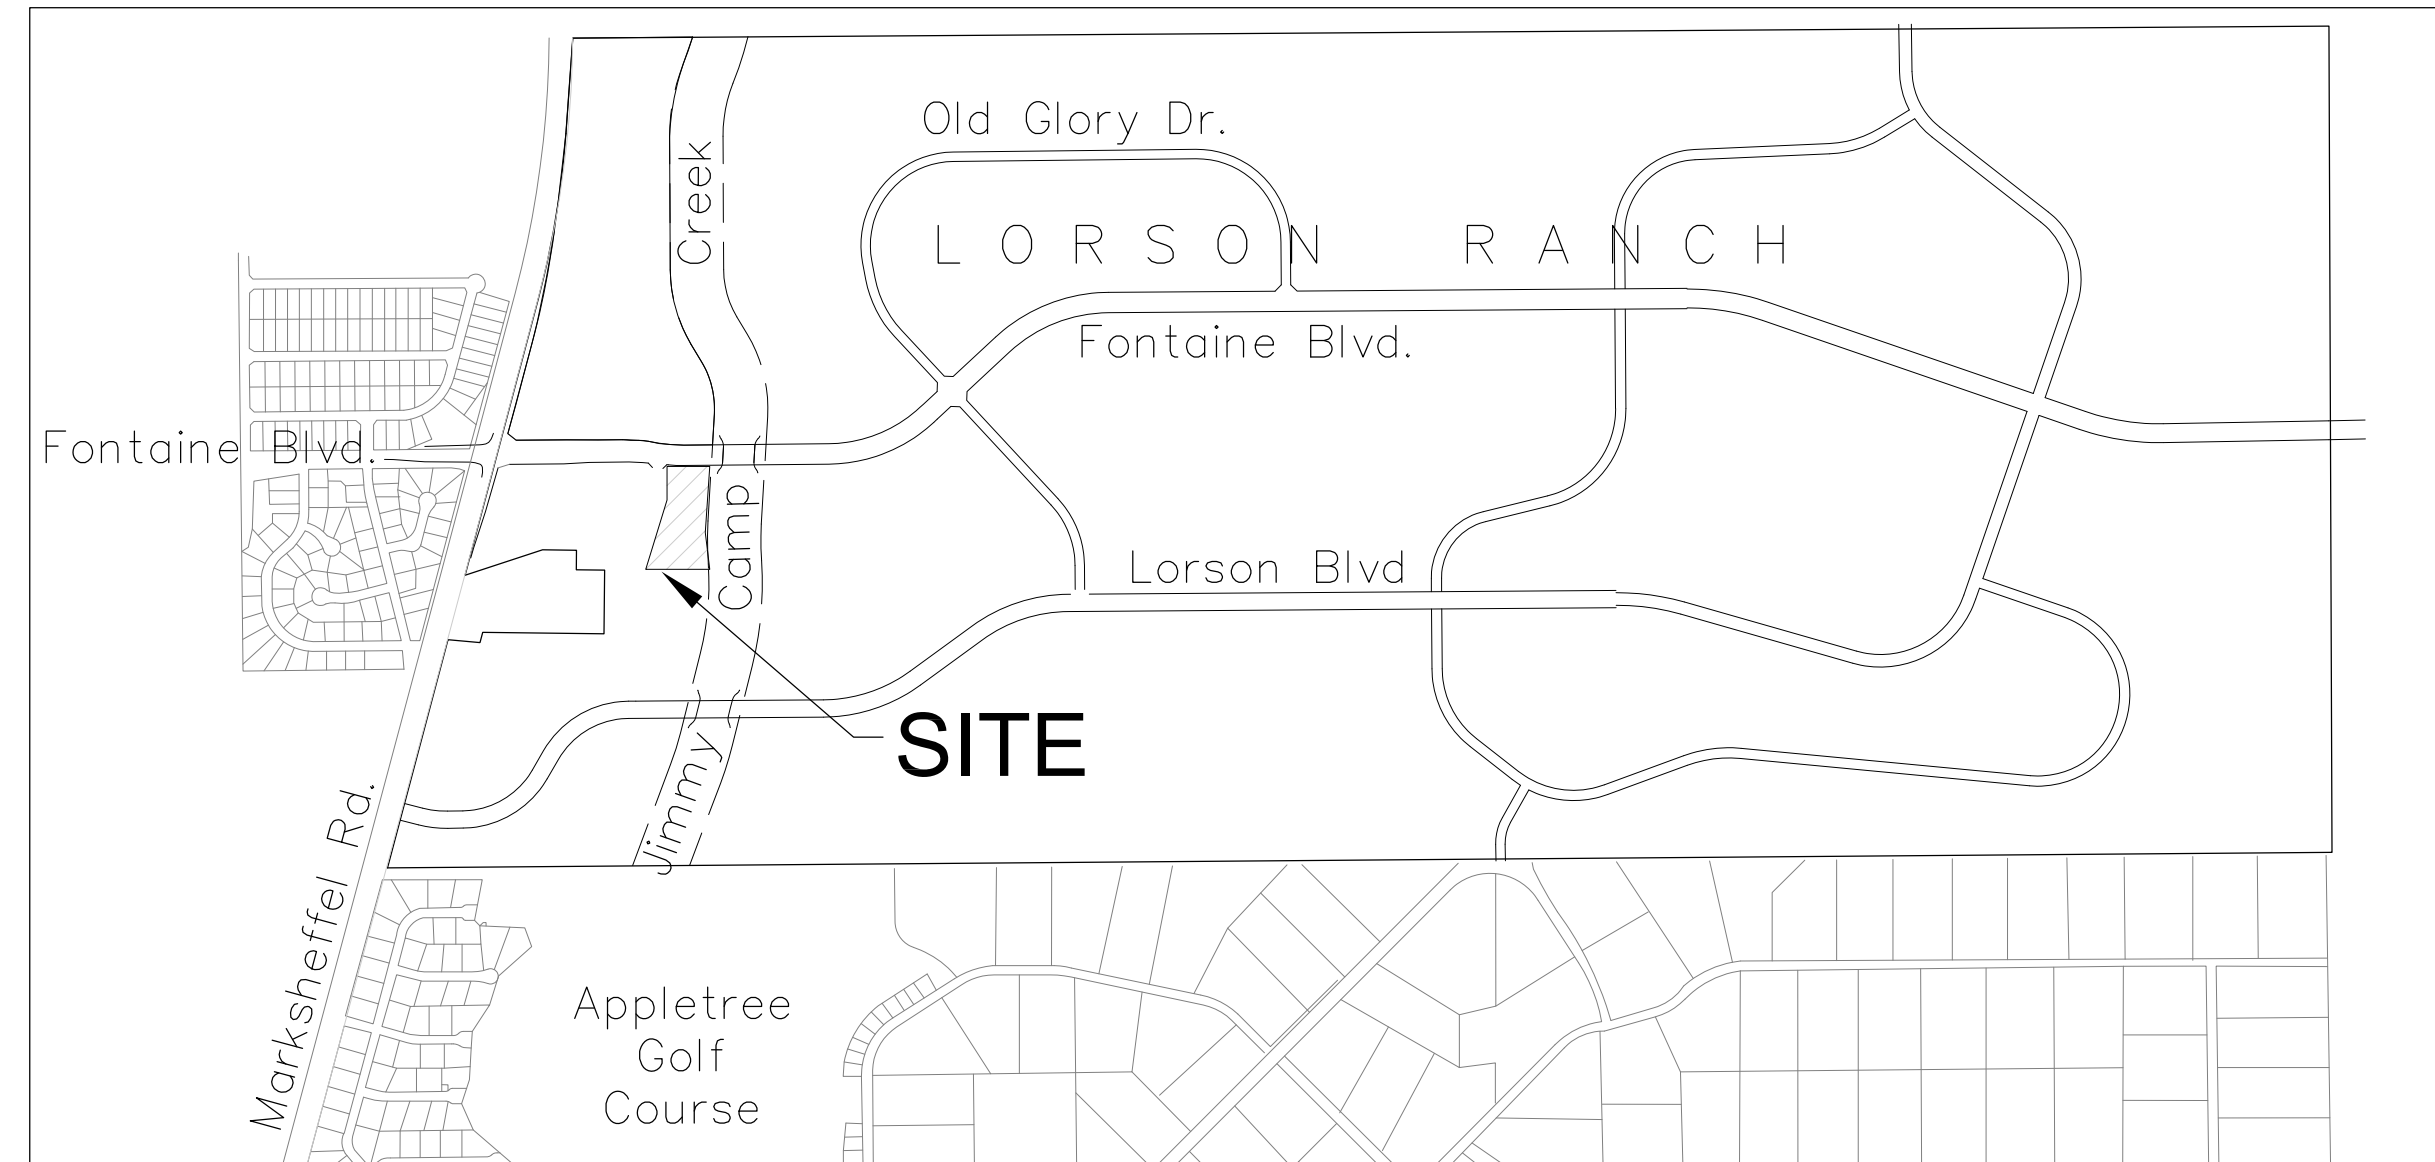 Old Glory Dr.
Creek
LORSON RANCH
Fontaine Blvd.
Fontaine Blvd.
Camp
Lorson Blvd
SITE
Jimmy
Marksheffel Rd.
Appletree
Golf
Course